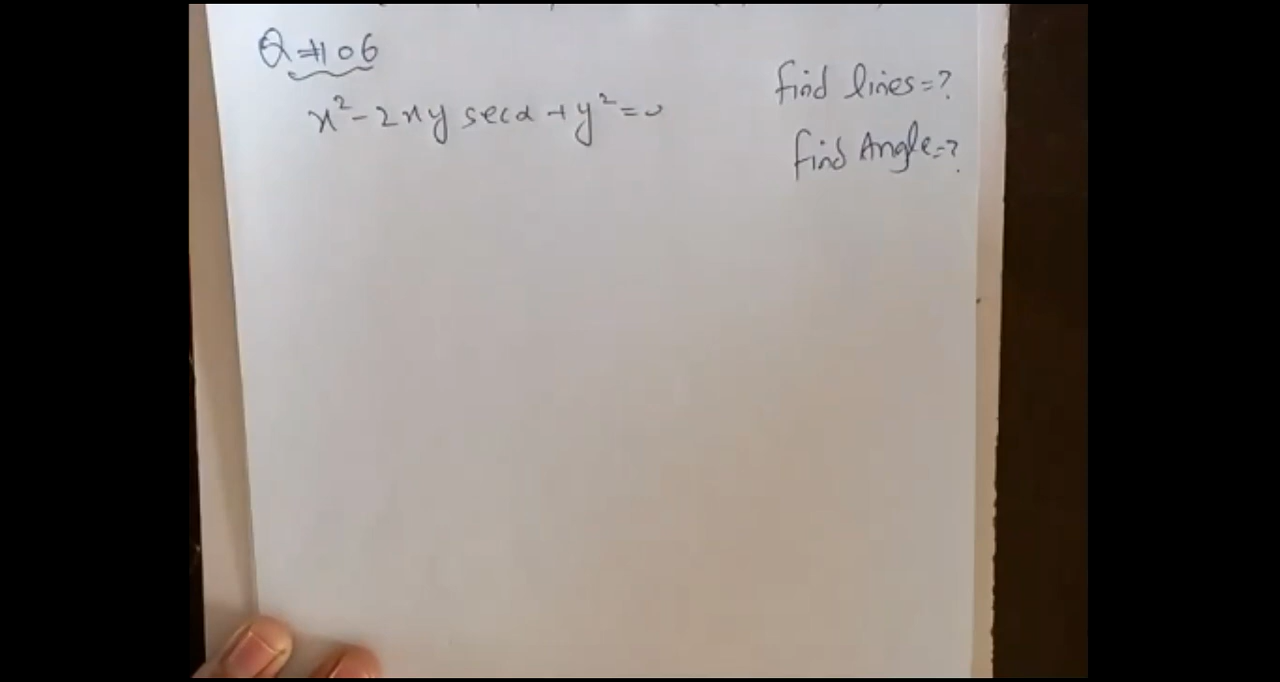 Q#106
find lines=?
x² - 2xy secα + y² = 0
find Angle=?